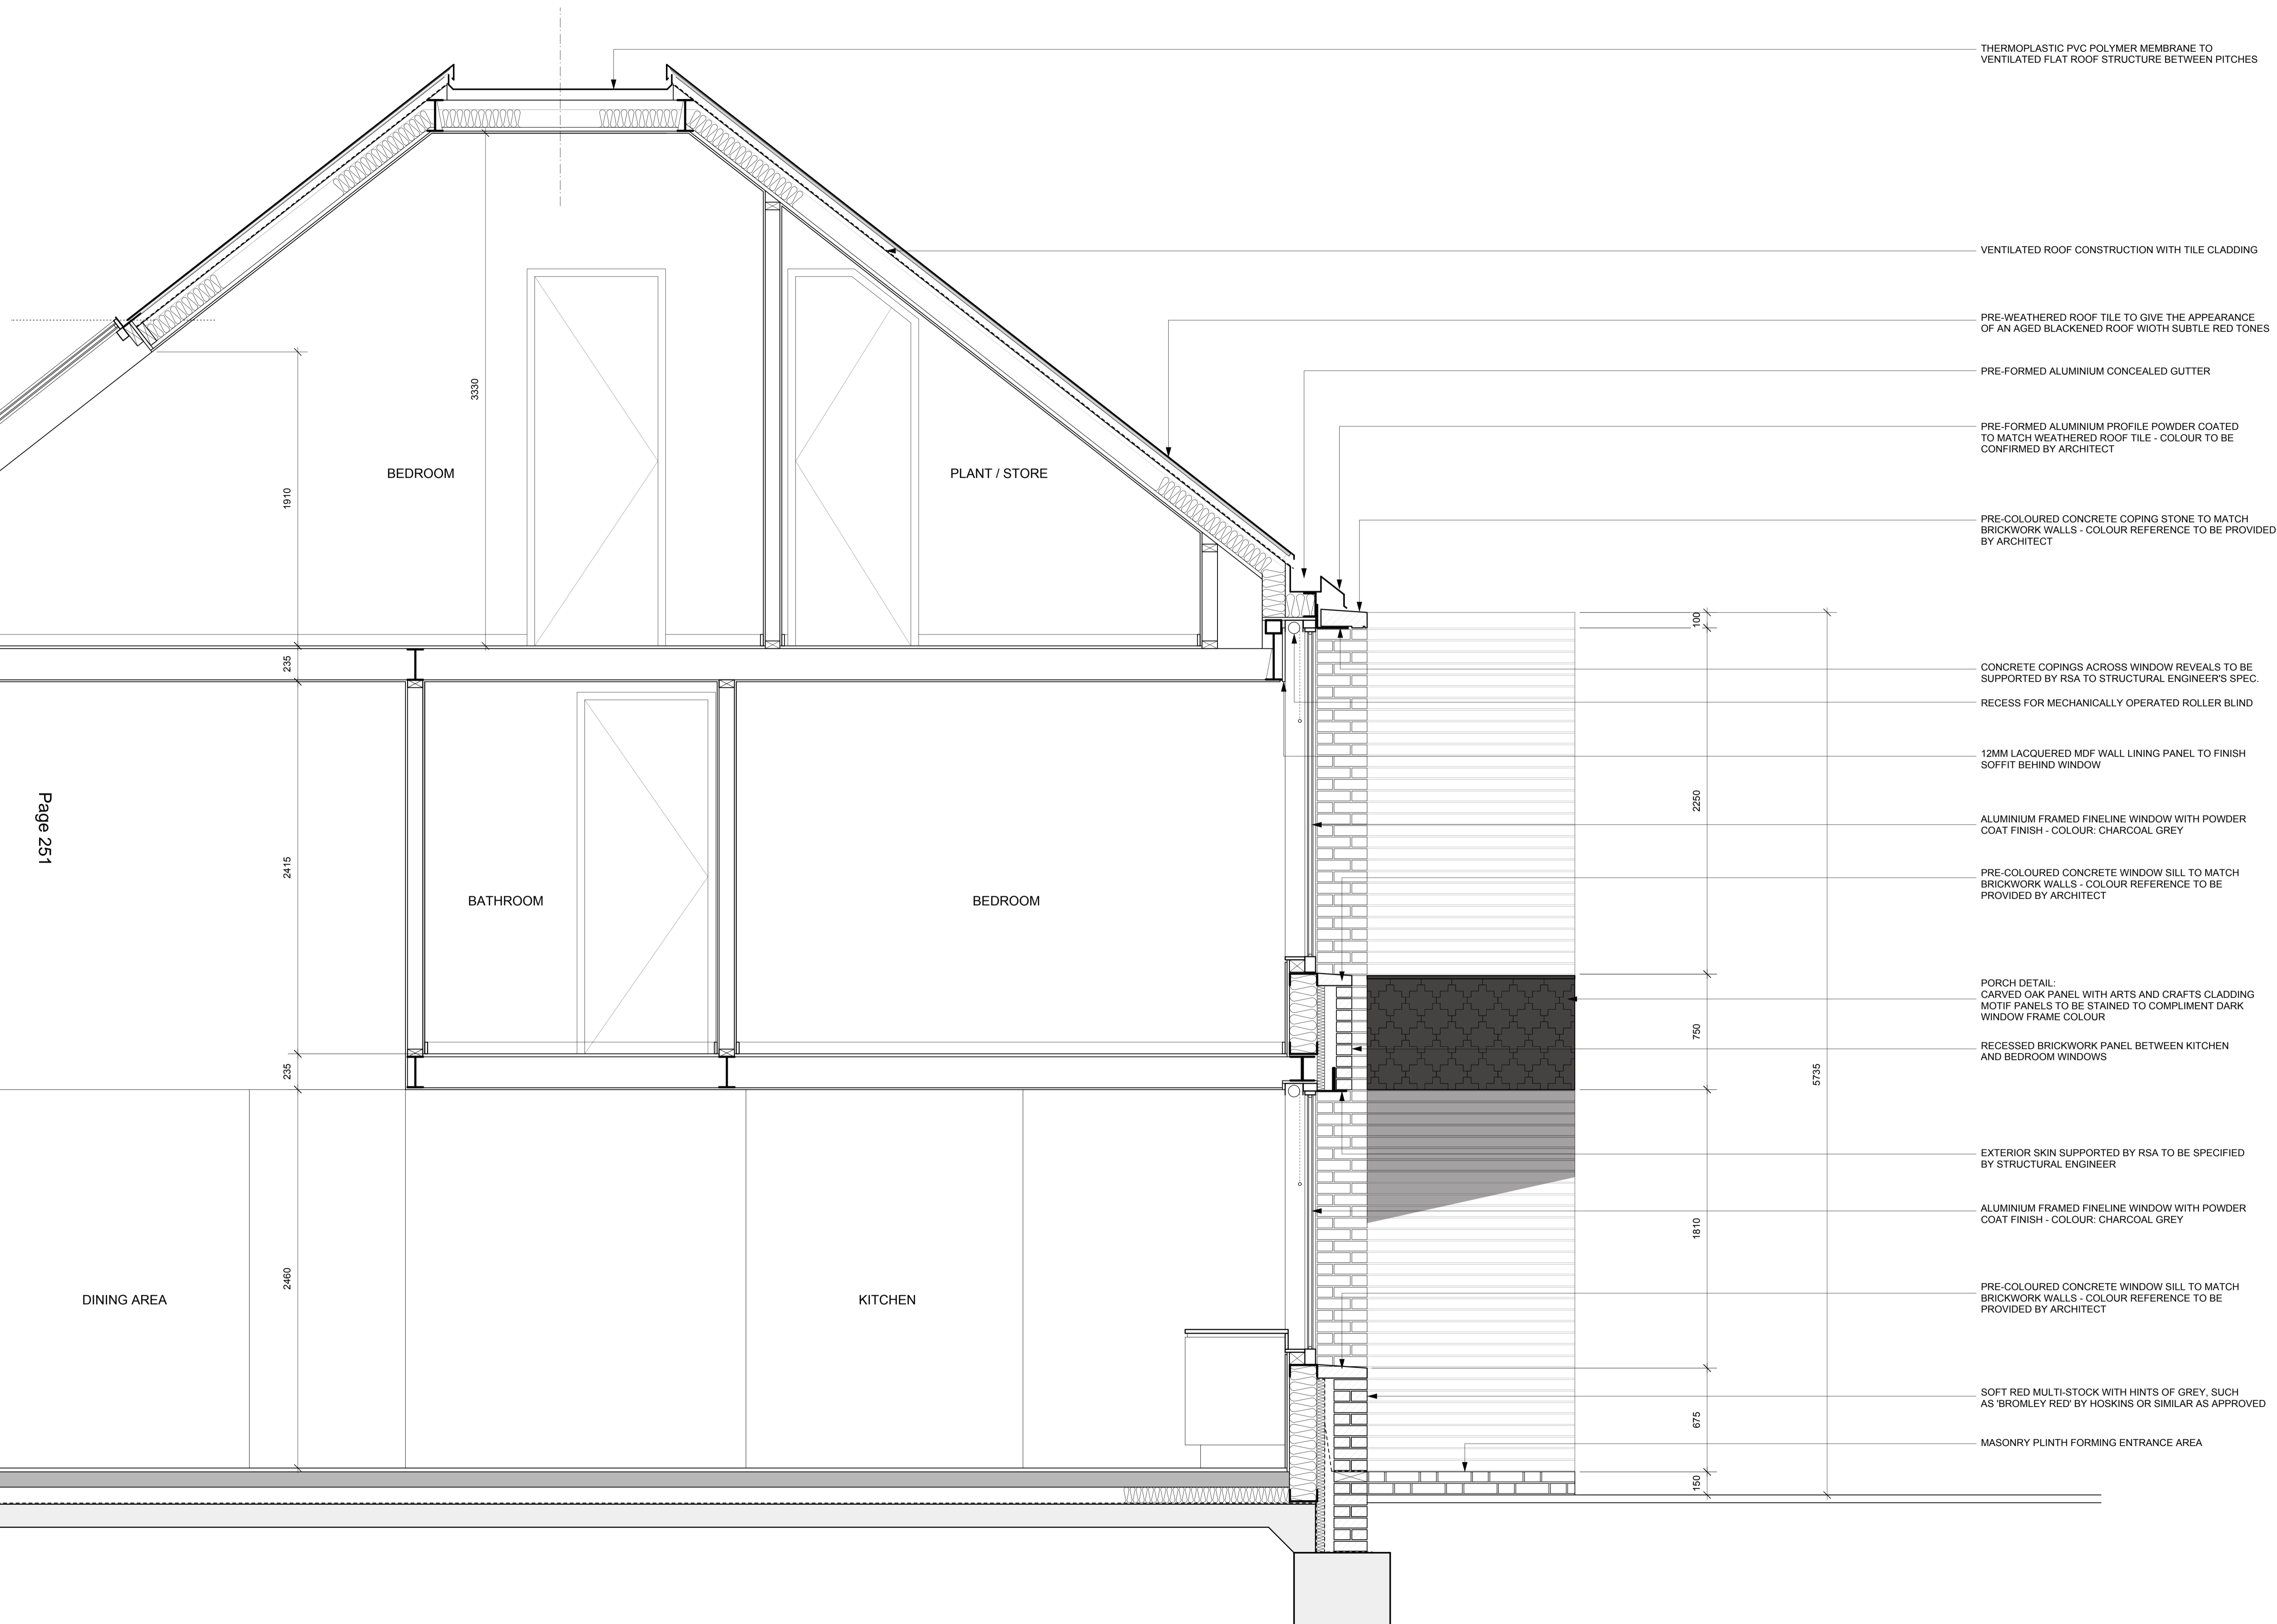 THERMOPLASTIC PVC POLYMER MEMBRANE TO
VENTILATED FLAT ROOF STRUCTURE BETWEEN PITCHES
VENTILATED ROOF CONSTRUCTION WITH TILE CLADDING
PRE-WEATHERED ROOF TILE TO GIVE THE APPEARANCE
OF AN AGED BLACKENED ROOF WIOTH SUBTLE RED TONES
PRE-FORMED ALUMINIUM CONCEALED GUTTER
PRE-FORMED ALUMINIUM PROFILE POWDER COATED
TO MATCH WEATHERED ROOF TILE - COLOUR TO BE
CONFIRMED BY ARCHITECT
PRE-COLOURED CONCRETE COPING STONE TO MATCH
BRICKWORK WALLS - COLOUR REFERENCE TO BE PROVIDED
BY ARCHITECT
CONCRETE COPINGS ACROSS WINDOW REVEALS TO BE
SUPPORTED BY RSA TO STRUCTURAL ENGINEER'S SPEC.
RECESS FOR MECHANICALLY OPERATED ROLLER BLIND
12MM LACQUERED MDF WALL LINING PANEL TO FINISH
SOFFIT BEHIND WINDOW
ALUMINIUM FRAMED FINELINE WINDOW WITH POWDER
COAT FINISH - COLOUR: CHARCOAL GREY
PRE-COLOURED CONCRETE WINDOW SILL TO MATCH
BRICKWORK WALLS - COLOUR REFERENCE TO BE
PROVIDED BY ARCHITECT
PORCH DETAIL:
CARVED OAK PANEL WITH ARTS AND CRAFTS CLADDING
MOTIF PANELS TO BE STAINED TO COMPLIMENT DARK
WINDOW FRAME COLOUR
RECESSED BRICKWORK PANEL BETWEEN KITCHEN
AND BEDROOM WINDOWS
EXTERIOR SKIN SUPPORTED BY RSA TO BE SPECIFIED
BY STRUCTURAL ENGINEER
ALUMINIUM FRAMED FINELINE WINDOW WITH POWDER
COAT FINISH - COLOUR: CHARCOAL GREY
PRE-COLOURED CONCRETE WINDOW SILL TO MATCH
BRICKWORK WALLS - COLOUR REFERENCE TO BE
PROVIDED BY ARCHITECT
SOFT RED MULTI-STOCK WITH HINTS OF GREY, SUCH
AS 'BROMLEY RED' BY HOSKINS OR SIMILAR AS APPROVED
MASONRY PLINTH FORMING ENTRANCE AREA
3330
1910
BEDROOM
PLANT / STORE
235
2415
Page 251
BATHROOM
BEDROOM
235
2460
DINING AREA
KITCHEN
100
2250
750
1810
675
150
5735